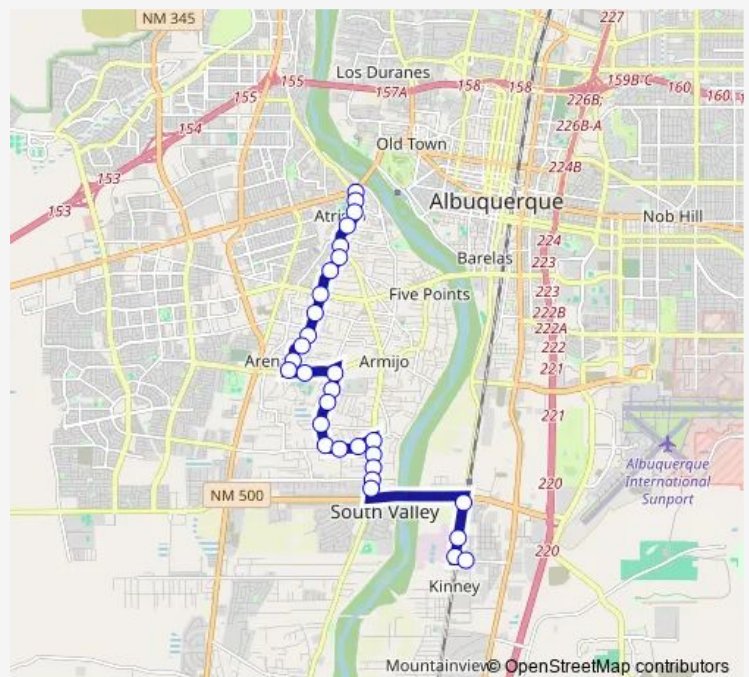 NM 345
227
Los Duranes
155
155
157A
158
158
159B-C
160
160
226B;
154
226B-A
Old Town
224B
153
153
Albuquerque
Nob Hill
224
223
Barelas
223
Five Points
222B
222A
222
221
Armijo
221
Albuquerque
International
Sunport
NM 500
220
South Valley
220
Kinney
Mountainview
© OpenStreetMap contributors